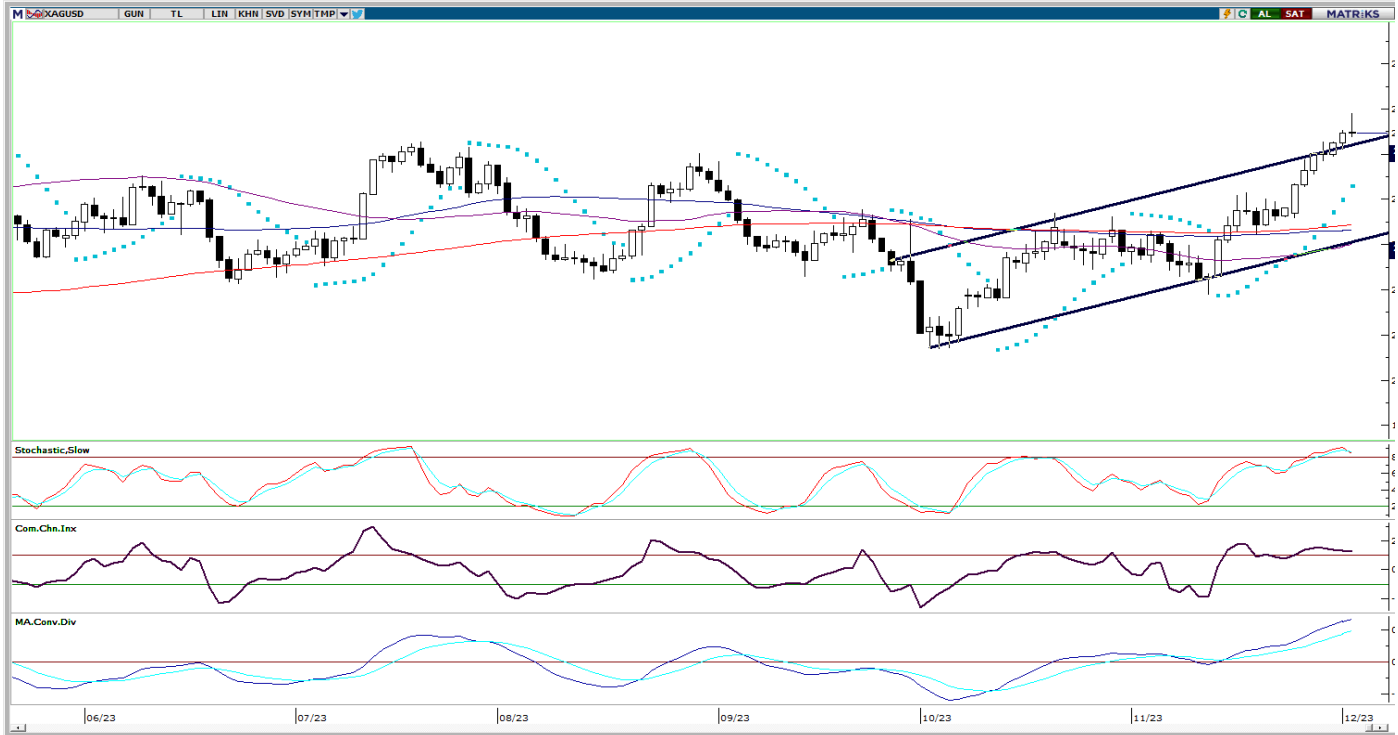 M XAGUSD GUN TL LIN KHN SVD SYM TMP AL SAT MATRiKS
Stochastic,Slow
Com.Chn.Inx
MA.Conv.Div
06/23 07/23 08/23 09/23 10/23 11/23 12/23